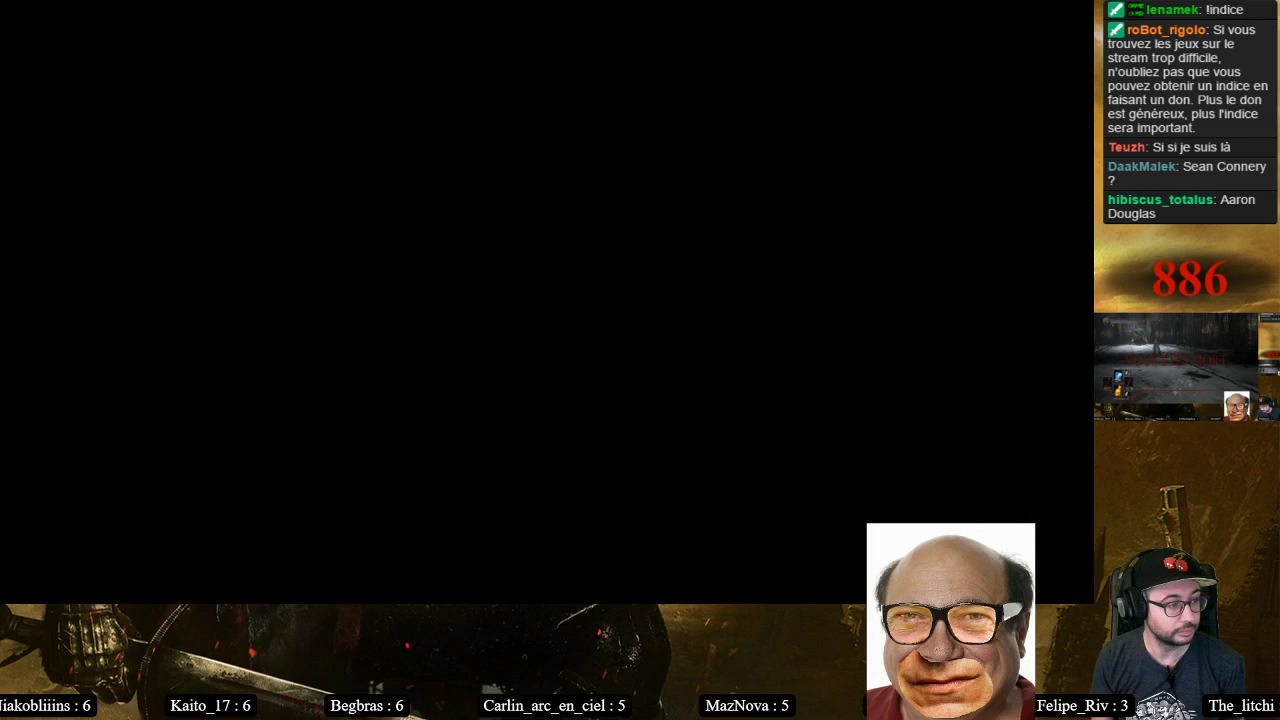 lenamek: !indice
roBot_rigolo: Si vous
trouvez les jeux sur le
stream trop difficile,
n'oubliez pas que vous
pouvez obtenir un indice en
faisant un don. Plus le don
est généreux, plus l'indice
sera important.
Teuzh: Si si je suis là
DaakMalek: Sean Connery
?
hibiscus_totalus: Aaron
Douglas
886
Niakobliiins : 6
Kaito_17 : 6
Begbras : 6
Carlin_arc_en_ciel : 5
MazNova : 5
Felipe_Riv : 3
The_litchi